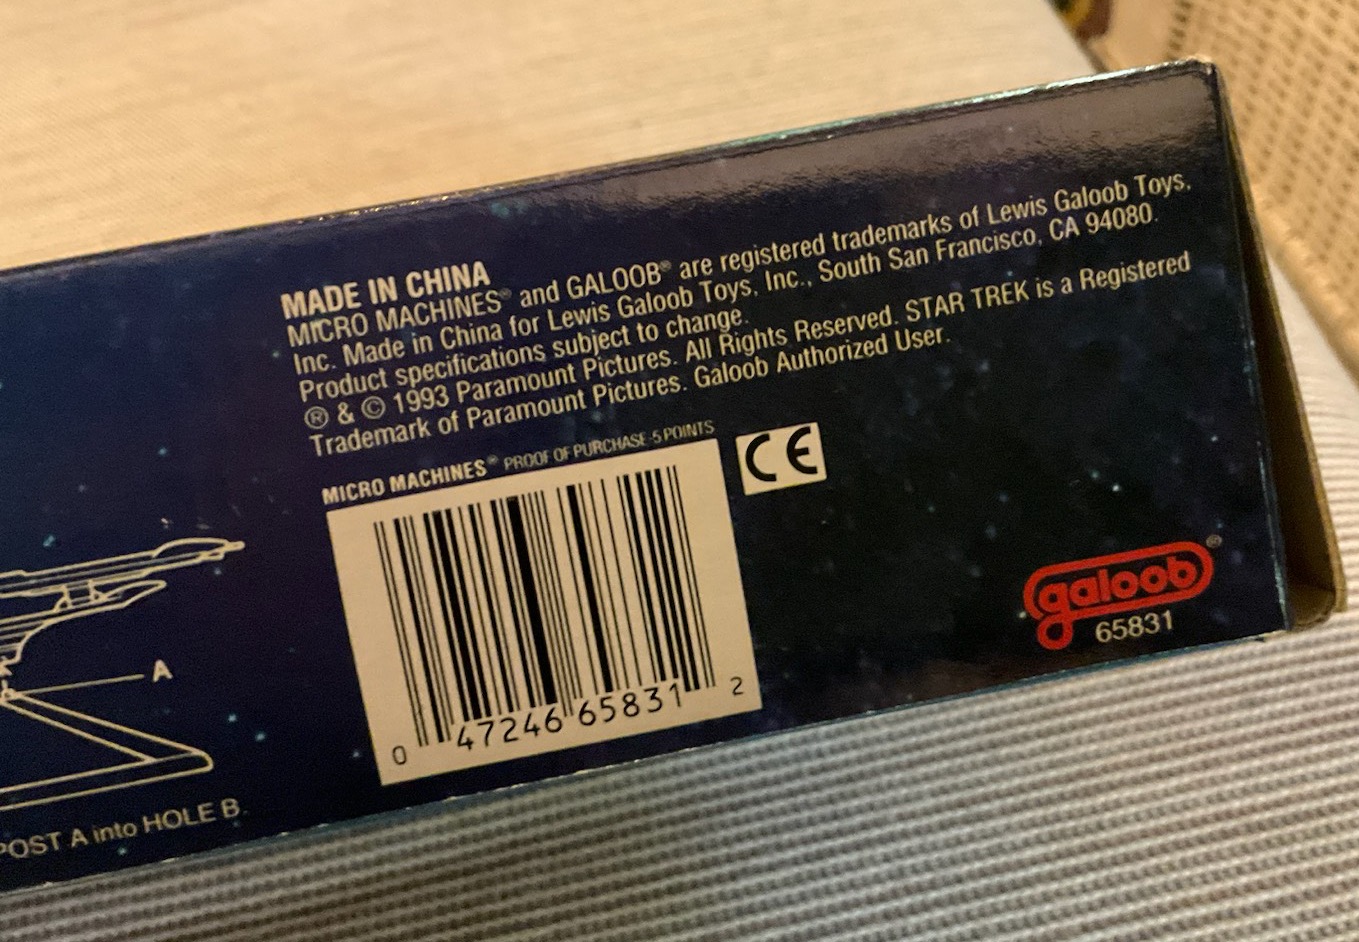 MADE IN CHINA
MICRO MACHINES® and GALOOB® are registered trademarks of Lewis Galoob Toys,
Inc. Made in China for Lewis Galoob Toys, Inc., South San Francisco, CA 94080.
Product specifications subject to change.
® & © 1993 Paramount Pictures. All Rights Reserved. STAR TREK is a Registered
Trademark of Paramount Pictures. Galoob Authorized User.
MICRO MACHINES® PROOF OF PURCHASE-5 POINTS
CE
0 47246 65831 2
galoob®
65831
A
POST A into HOLE B.